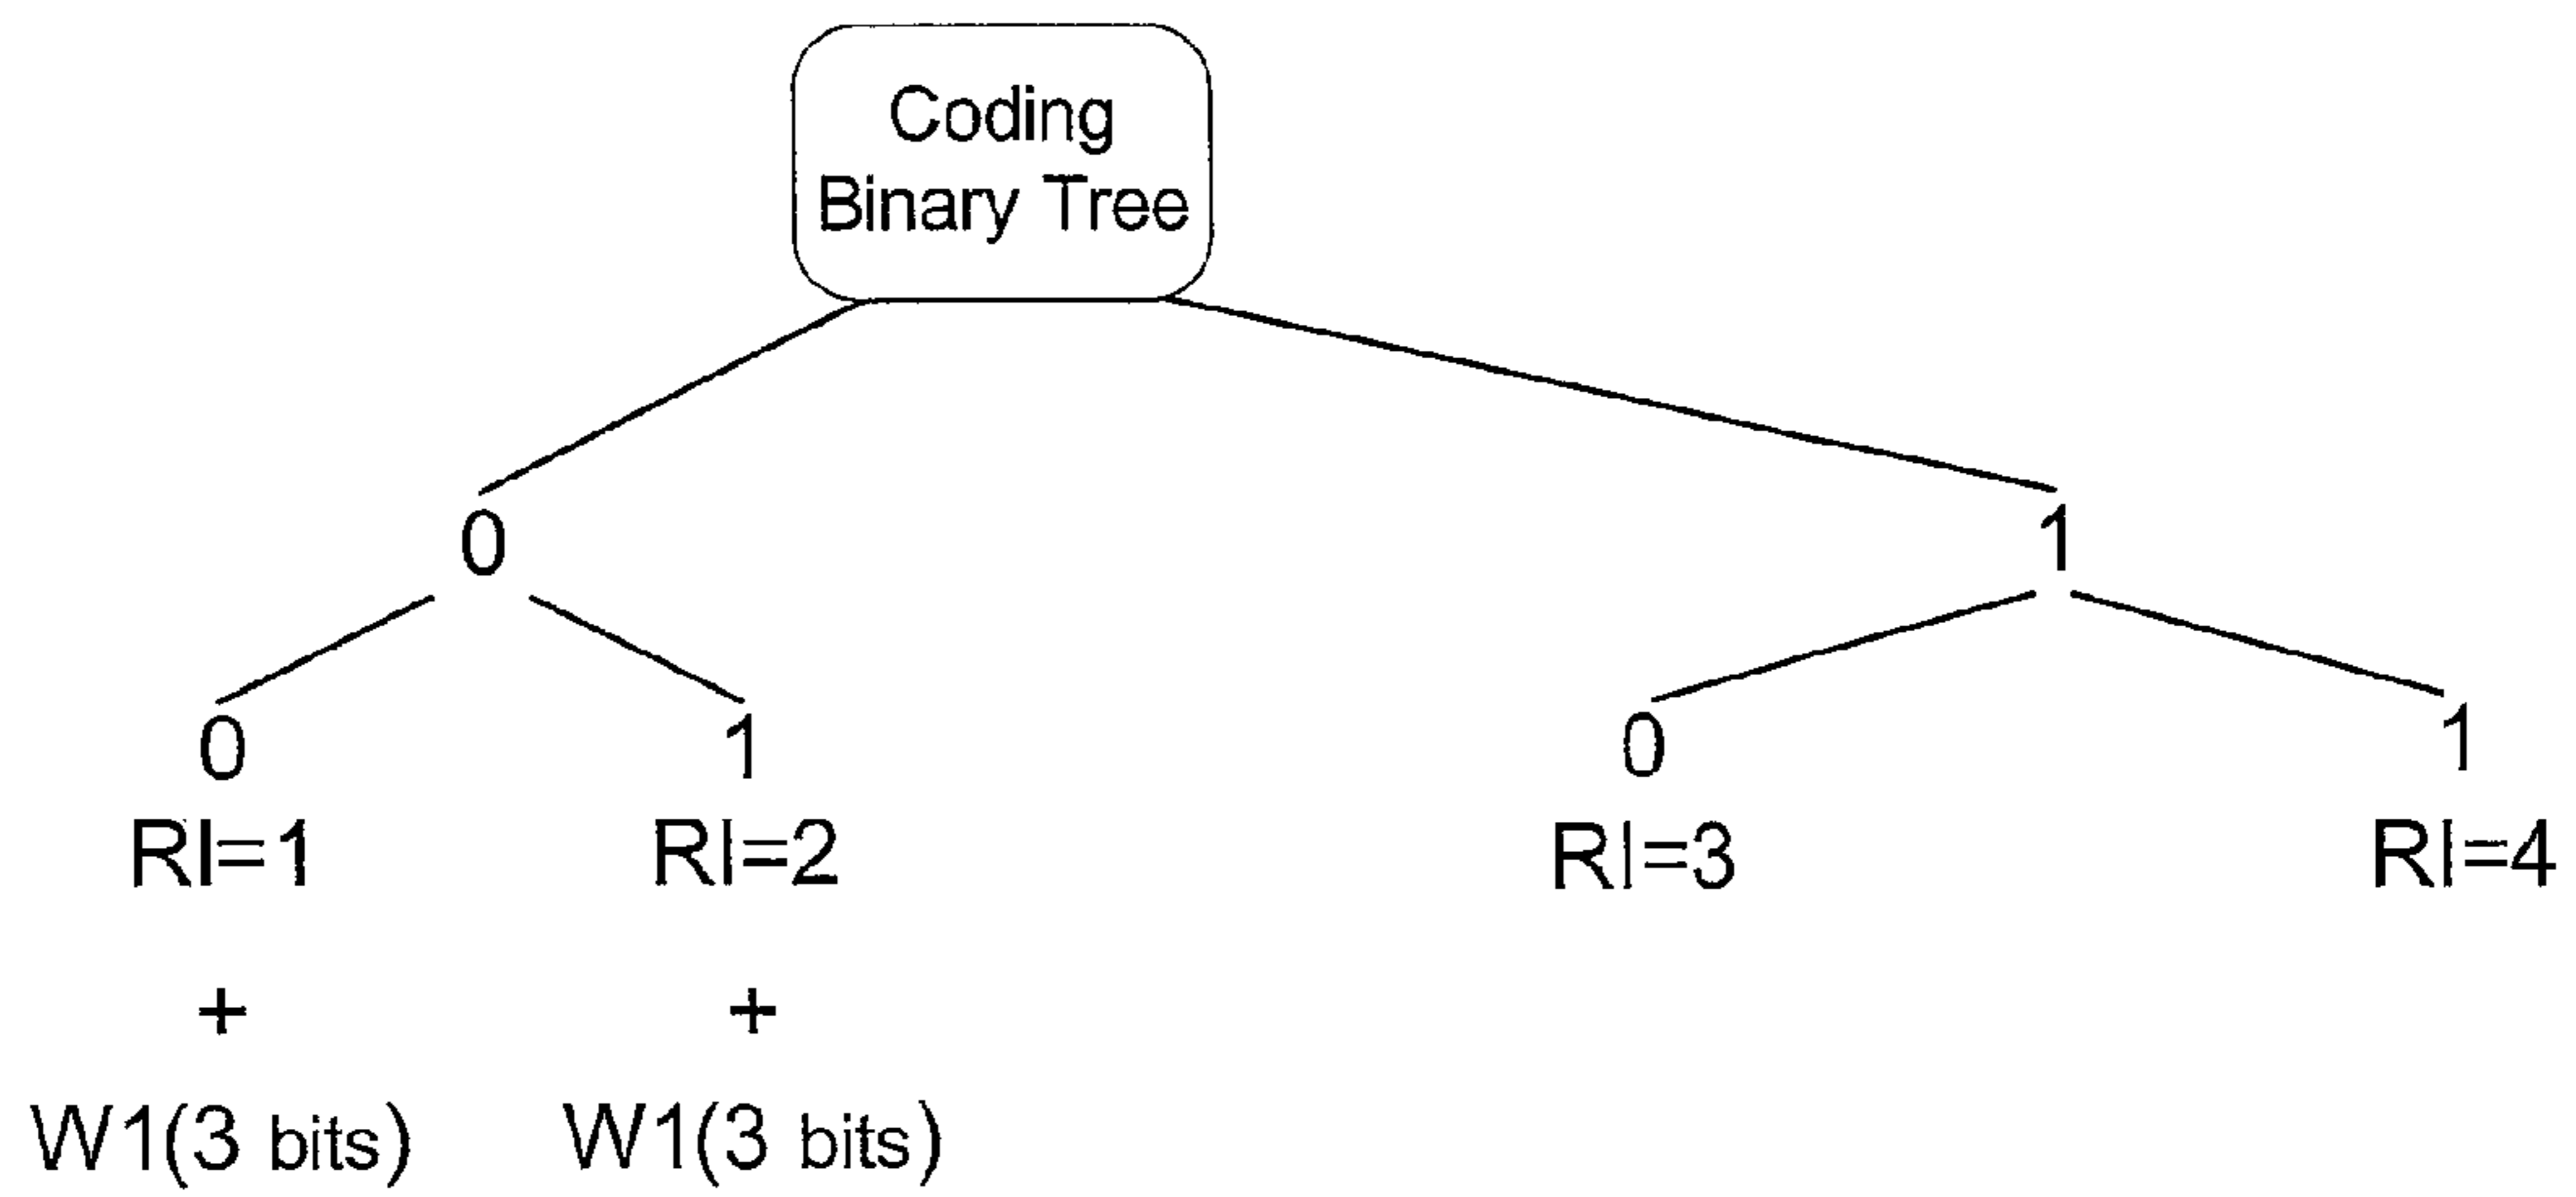 Coding
Binary Tree
0 1
0 1 0 1
RI=1 RI=2 RI=3 RI=4
+ +
W1(3 bits) W1(3 bits)